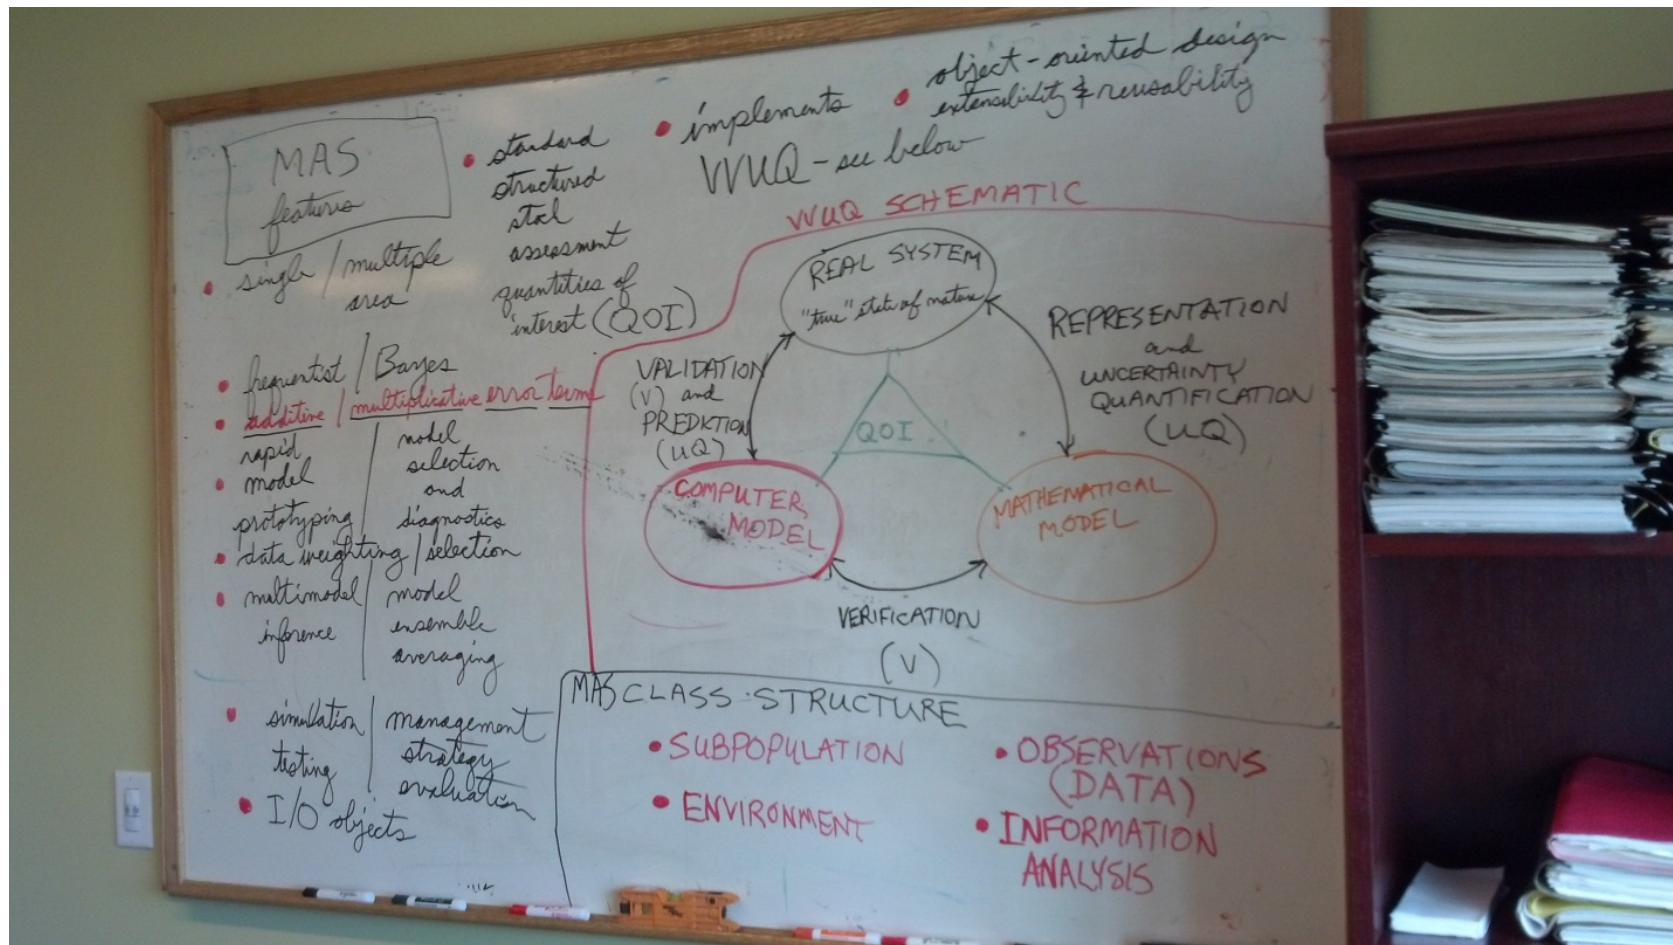 MAS
features
• single / multiple
area
• frequentist / Bayes
• additive / multiplicative error terms
• rapid
model
prototyping
model
selection
and
diagnostics
• data weighting / selection
• multimodel
inference
model
ensemble
averaging
• simulation
testing
management
strategy
evaluation
• I/O objects
• standard
structured
stock
assessment
quantities of
interest (QOI)
• implements
VVUQ - see below
• object-oriented design
extensibility & reusability
VVUQ SCHEMATIC
REAL SYSTEM
"true" state of nature
REPRESENTATION
and
UNCERTAINTY
QUANTIFICATION
(UQ)
VALIDATION
(V) and
PREDICTION
(UQ)
QOI
COMPUTER
MODEL
MATHEMATICAL
MODEL
VERIFICATION
(V)
MAS CLASS STRUCTURE
• SUBPOPULATION
• ENVIRONMENT
• OBSERVATIONS
(DATA)
• INFORMATION
ANALYSIS